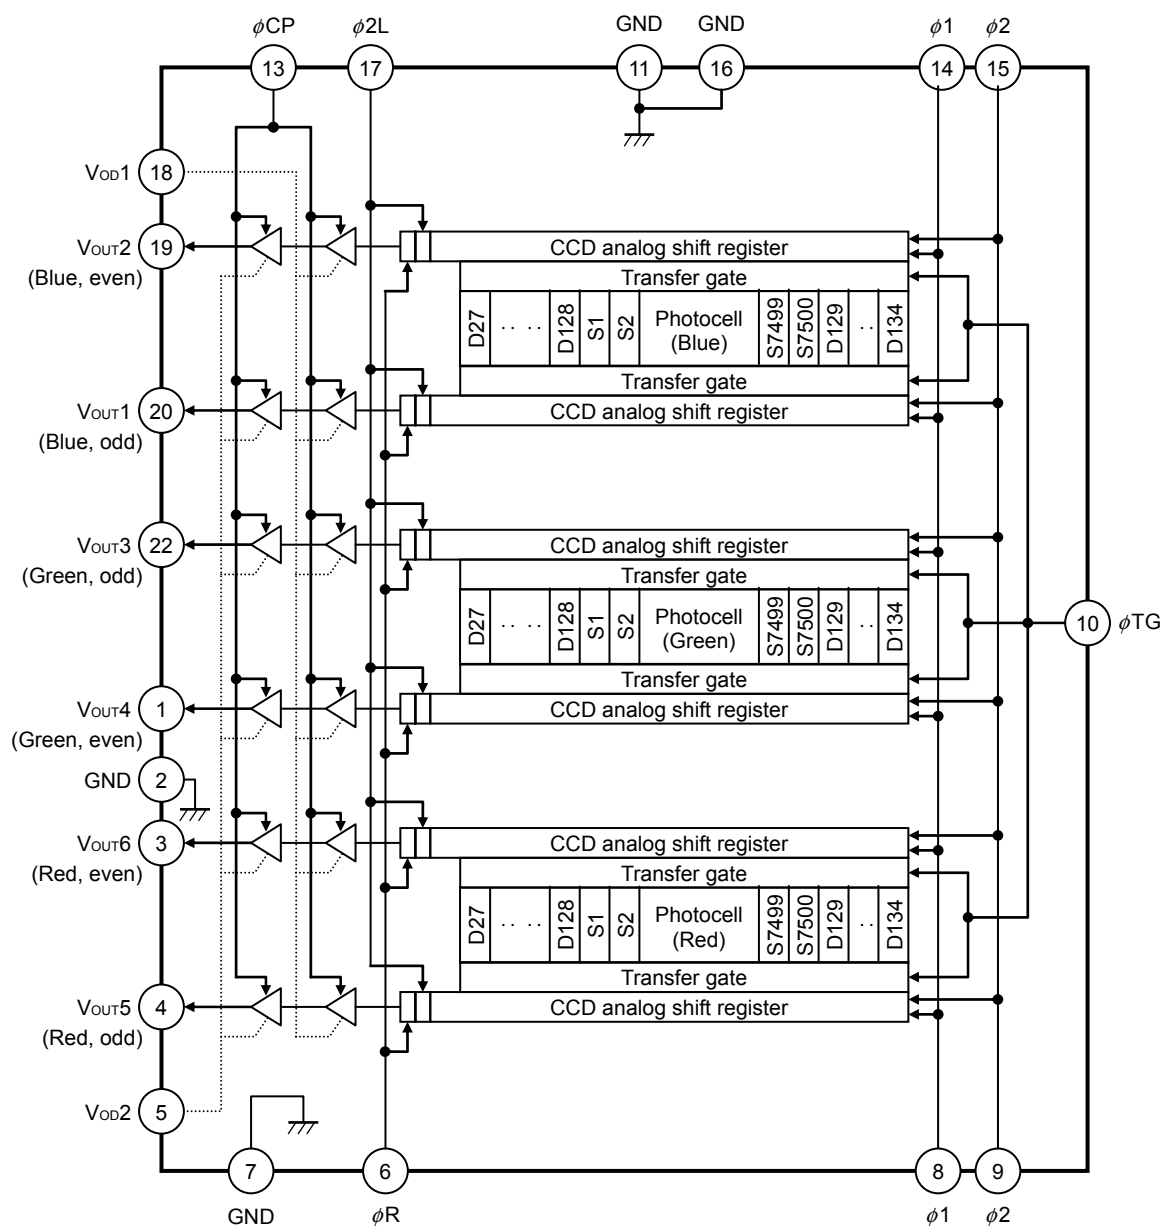 ϕCP ϕ2L GND GND ϕ1 ϕ2
13 17 11 16 14 15
VOD1 18
VOUT2 19
(Blue, even)
CCD analog shift register
Transfer gate
D27 ·· ·· D128 S1 S2 Photocell (Blue) S7499 S7500 D129 ·· D134
Transfer gate
VOUT1 20
(Blue, odd)
CCD analog shift register
VOUT3 22
(Green, odd)
CCD analog shift register
Transfer gate
D27 ·· ·· D128 S1 S2 Photocell (Green) S7499 S7500 D129 ·· D134
10 ϕTG
Transfer gate
VOUT4 1
(Green, even)
CCD analog shift register
GND 2
VOUT6 3
(Red, even)
CCD analog shift register
Transfer gate
D27 ·· ·· D128 S1 S2 Photocell (Red) S7499 S7500 D129 ·· D134
Transfer gate
VOUT5 4
(Red, odd)
CCD analog shift register
VOD2 5
7 6 8 9
GND ϕR ϕ1 ϕ2